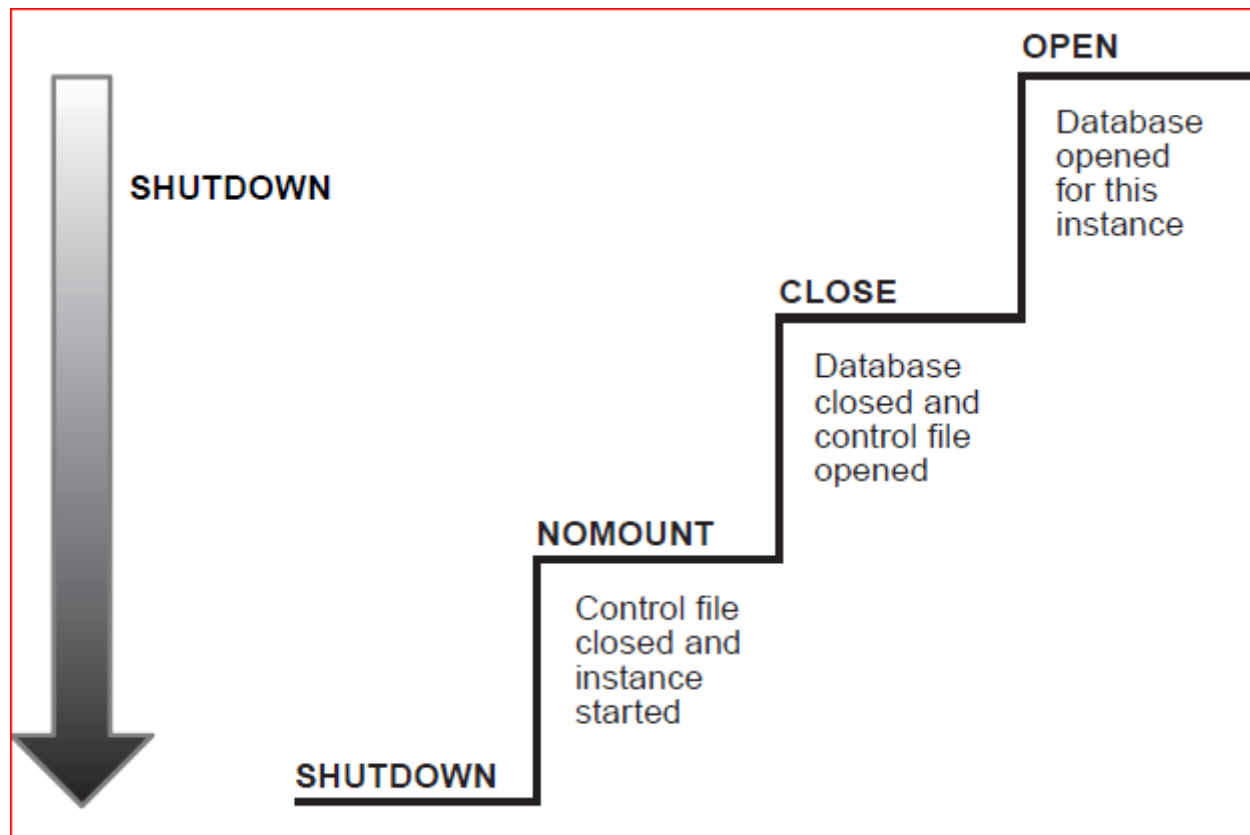 OPEN
Database
opened
for this
instance
SHUTDOWN
CLOSE
Database
closed and
control file
opened
NOMOUNT
Control file
closed and
instance
started
SHUTDOWN